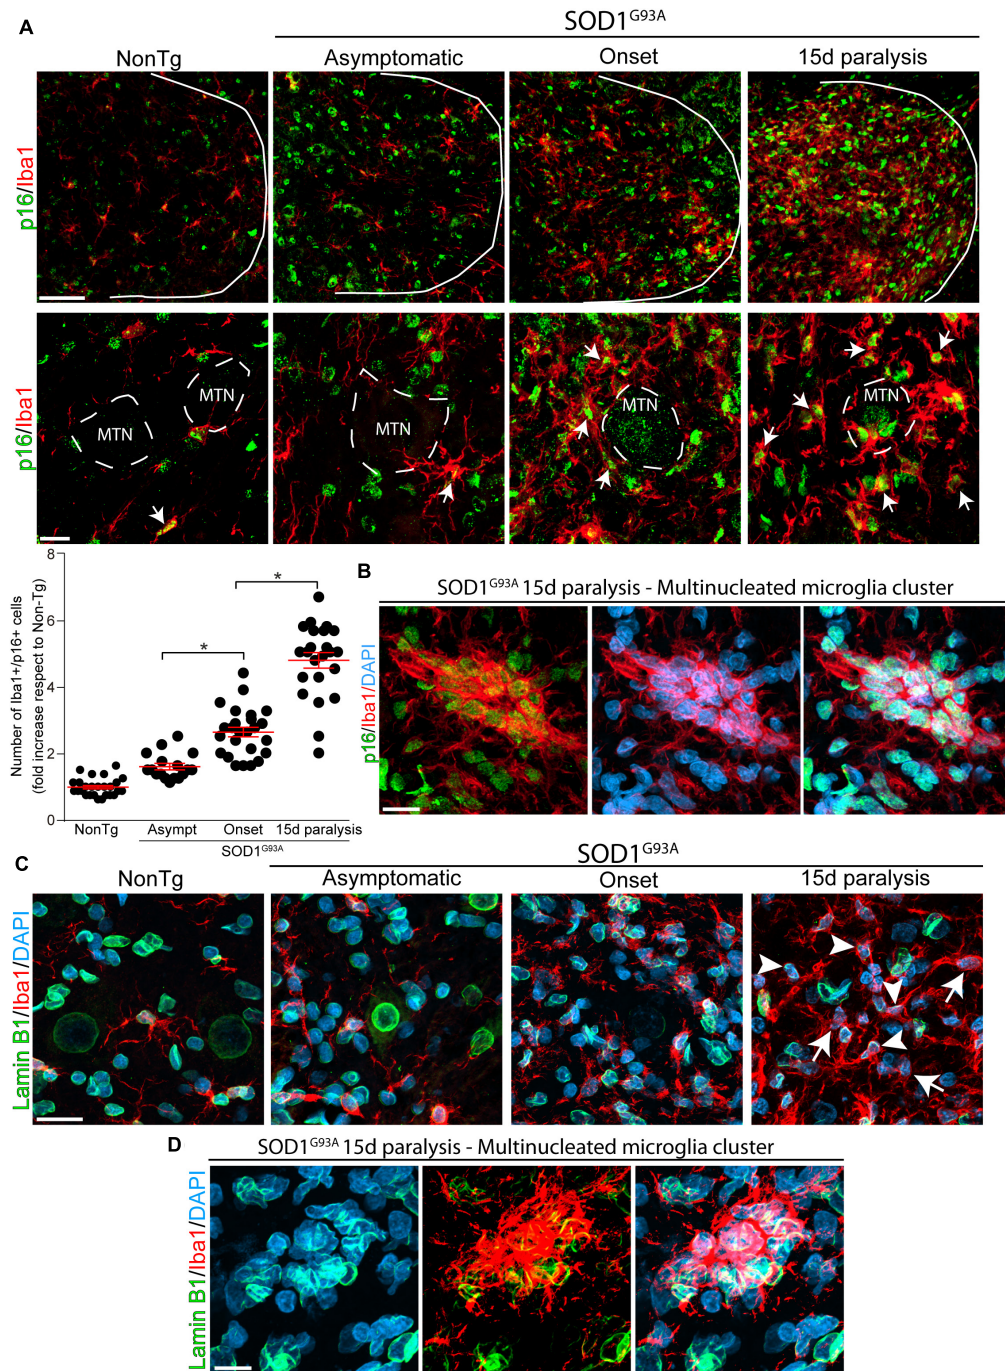 A
SOD1G93A
NonTg
Asymptomatic
Onset
15d paralysis
p16/Iba1
p16/Iba1
MTN
MTN
MTN
MTN
MTN
Number of Iba1+/p16+ cells
(fold increase respect to Non-Tg)
8
6
4
2
0
*
*
NonTg
Asympt
Onset
15d paralysis
SOD1G93A
B
SOD1G93A 15d paralysis - Multinucleated microglia cluster
p16/Iba1/DAPI
C
SOD1G93A
NonTg
Asymptomatic
Onset
15d paralysis
Lamin B1/Iba1/DAPI
D
SOD1G93A 15d paralysis - Multinucleated microglia cluster
Lamin B1/Iba1/DAPI